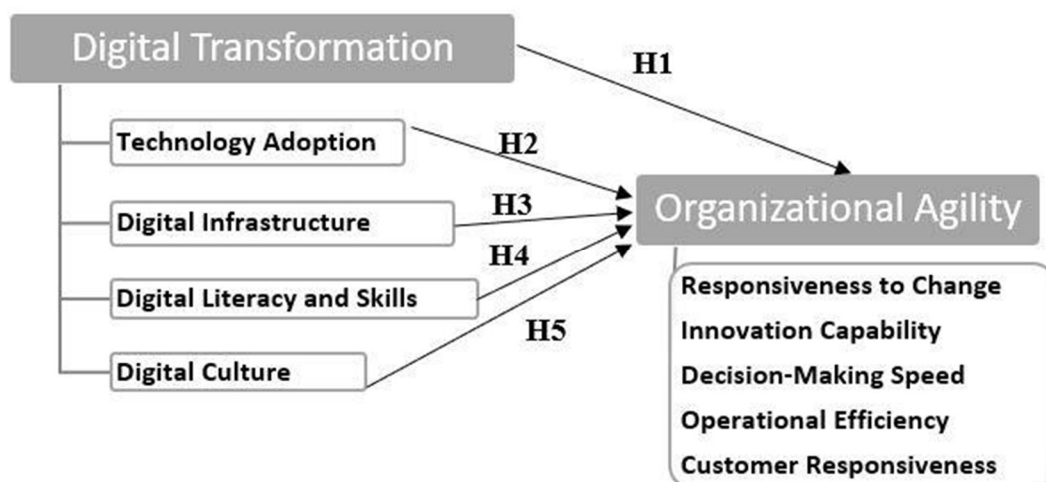 Digital Transformation
H1
Technology Adoption
H2
Organizational Agility
Digital Infrastructure
H3
H4
Digital Literacy and Skills
H5
Digital Culture
Responsiveness to Change
Innovation Capability
Decision-Making Speed
Operational Efficiency
Customer Responsiveness